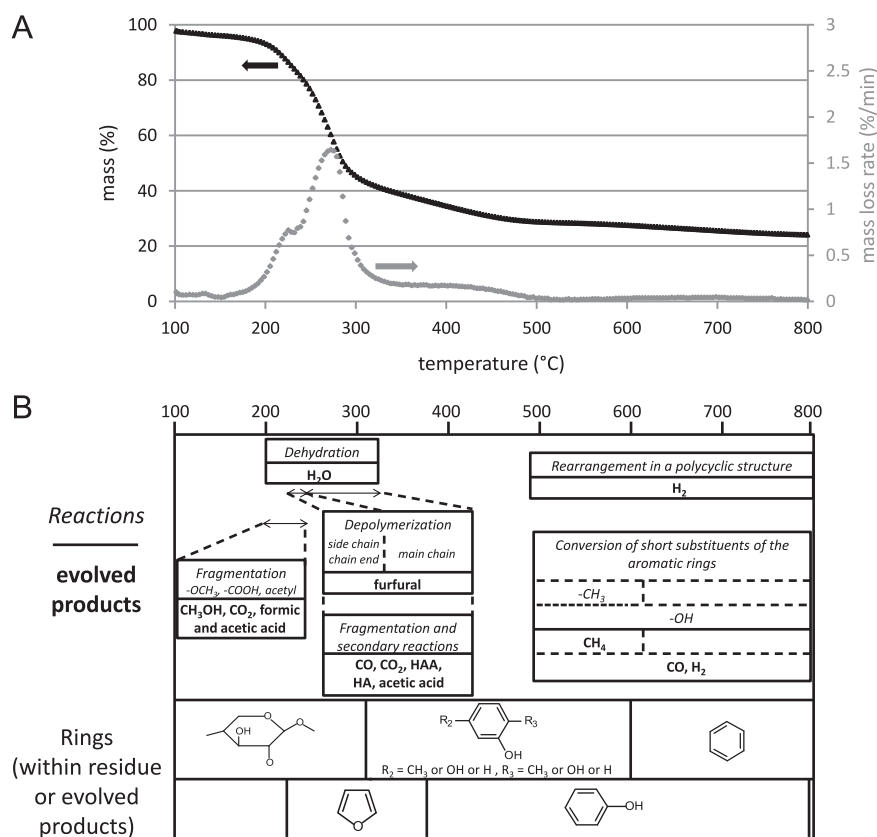 A
100
80
60
40
20
0
mass (%)
3
2.5
2
1.5
1
0.5
0
mass loss rate (%/min)
100 200 300 400 500 600 700 800
temperature (°C)
B
100 200 300 400 500 600 700 800
Reactions
evolved
products
Dehydration
H₂O
Rearrangement in a polycyclic structure
H₂
Depolymerization
side chain
chain end
main chain
furfural
Fragmentation
-OCH₃, -COOH, acetyl
CH₃OH, CO₂, formic
and acetic acid
Fragmentation and
secondary reactions
CO, CO₂, HAA,
HA, acetic acid
Conversion of short substituents of the
aromatic rings
-CH₃
-OH
CH₄
CO, H₂
Rings
(within residue
or evolved
products)
O
O
OH
O
R₂
R₃
OH
R₂ = CH₃ or OH or H , R₃ = CH₃ or OH or H
O
OH